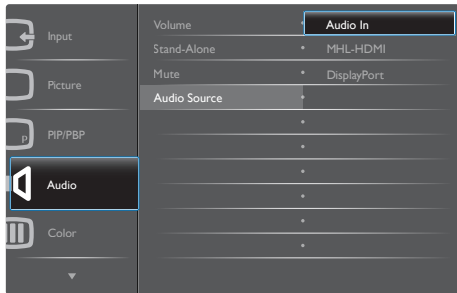 Input
Picture
P
PIP/PBP
Audio
Color
Volume
Stand-Alone
Mute
Audio Source
Audio In
MHL-HDMI
DisplayPort